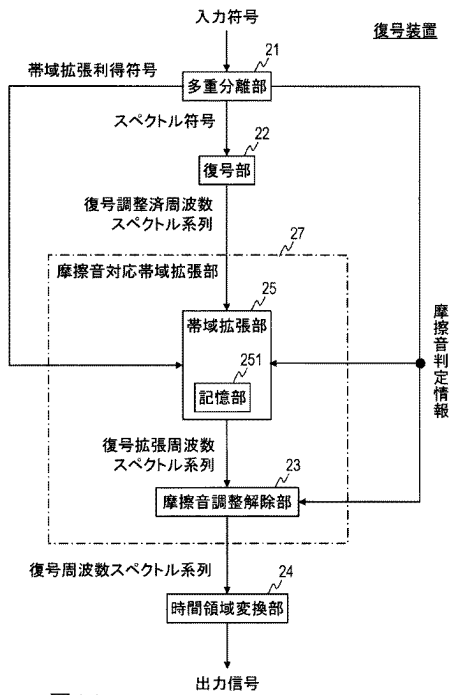 入力符号
復号装置
21
帯域拡張利得符号
多重分離部
スペクトル符号
22
復号部
復号調整済周波数
スペクトル系列
27
摩擦音対応帯域拡張部
25
帯域拡張部
251
記憶部
摩擦音判定情報
復号拡張周波数
スペクトル系列
23
摩擦音調整解除部
復号周波数スペクトル系列
24
時間領域変換部
出力信号